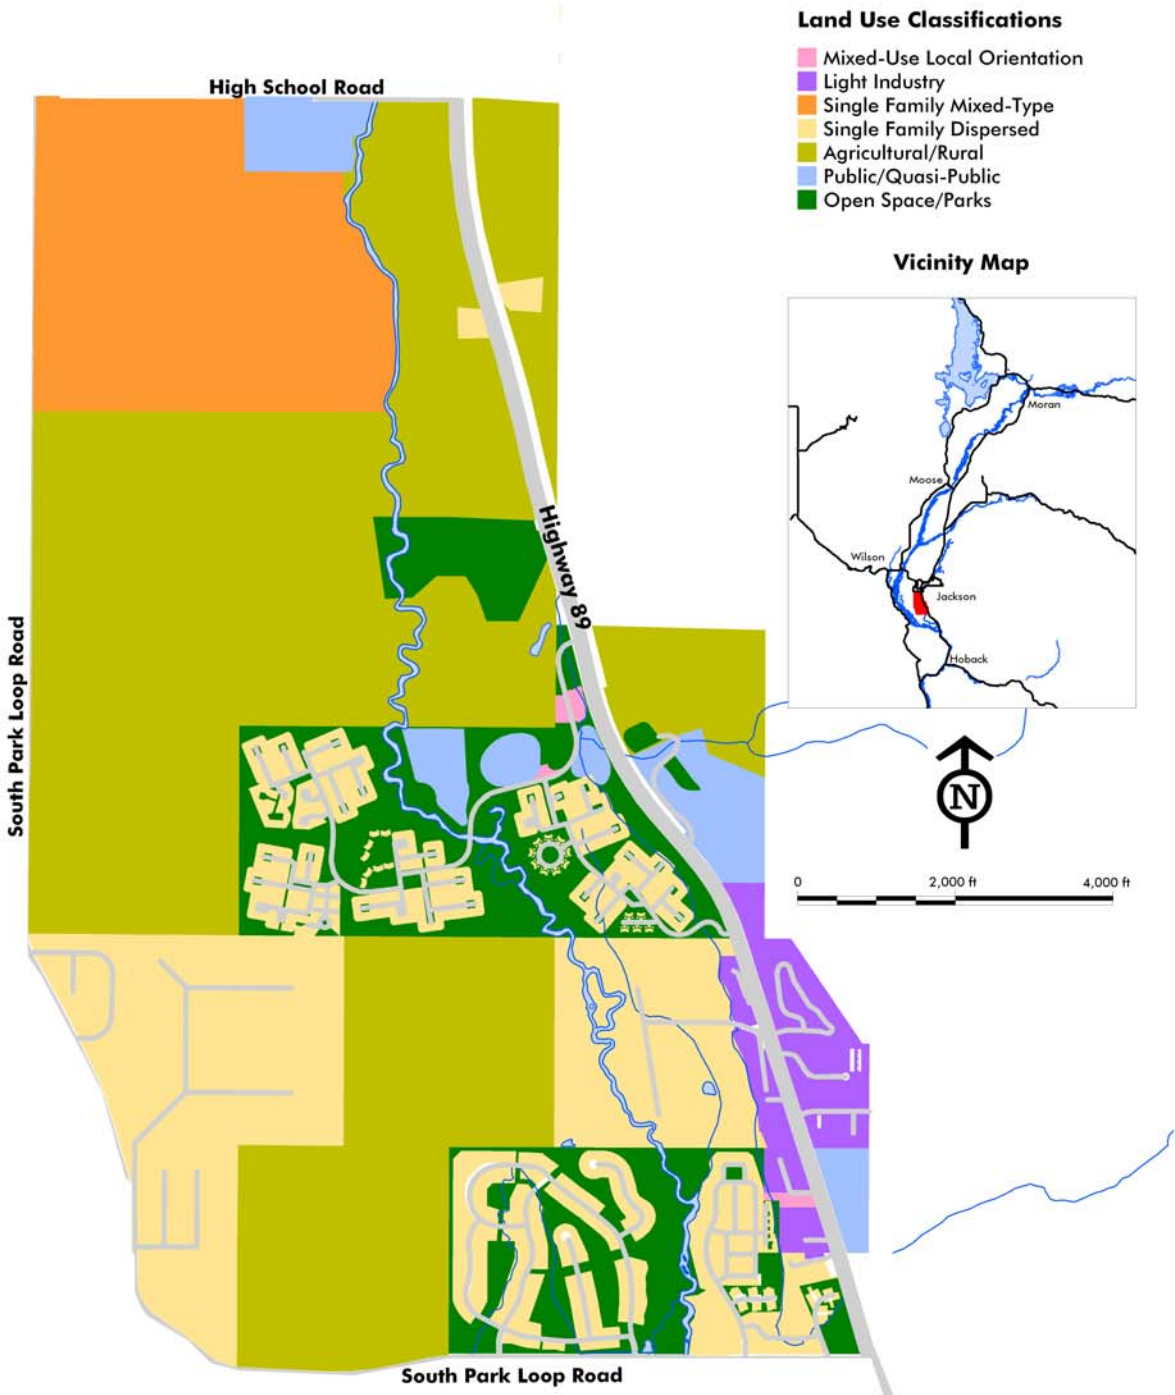 Land Use Classifications
Mixed-Use Local Orientation
Light Industry
Single Family Mixed-Type
Single Family Dispersed
Agricultural/Rural
Public/Quasi-Public
Open Space/Parks
High School Road
Vicinity Map
Moran
Moose
Wilson
Jackson
Hoback
Highway 89
South Park Loop Road
N
0 2,000 ft 4,000 ft
South Park Loop Road